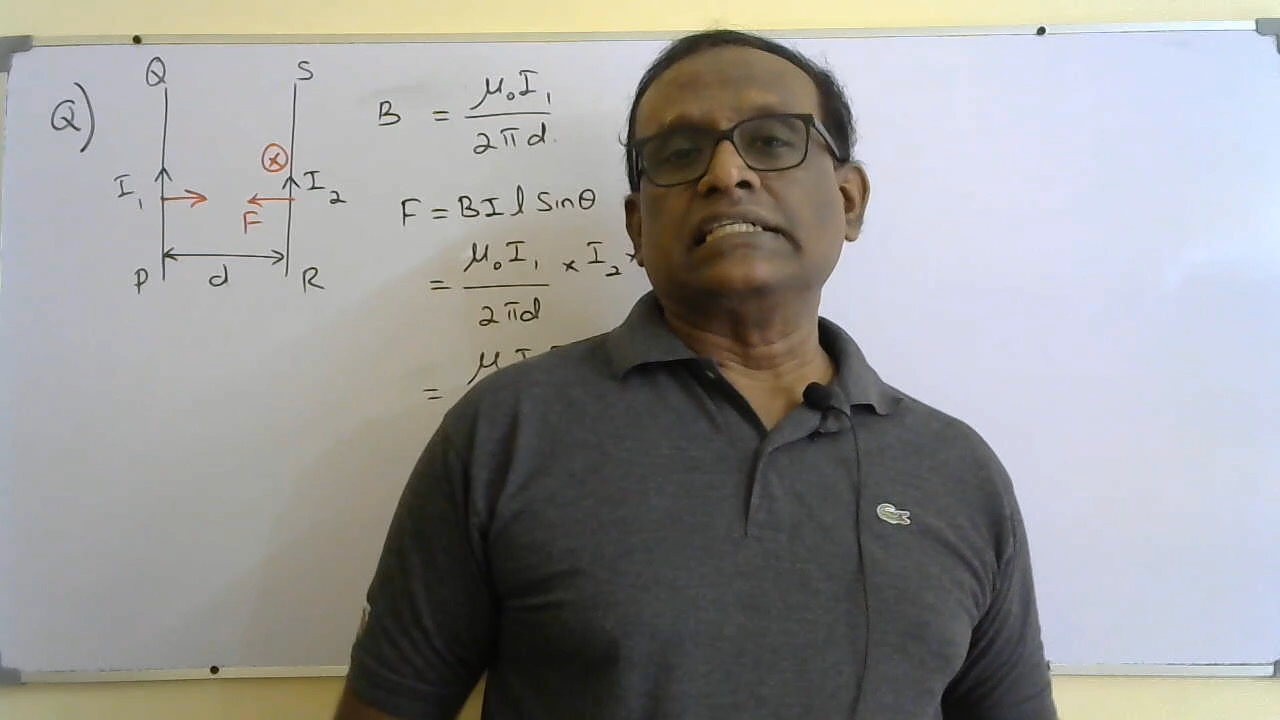 Q)
Q S
I₁ ⊗ I₂
F
P d R
B = μ₀I₁ / 2πd
F = BIl Sinθ
= μ₀I₁ / 2πd × I₂ ×
= μ I